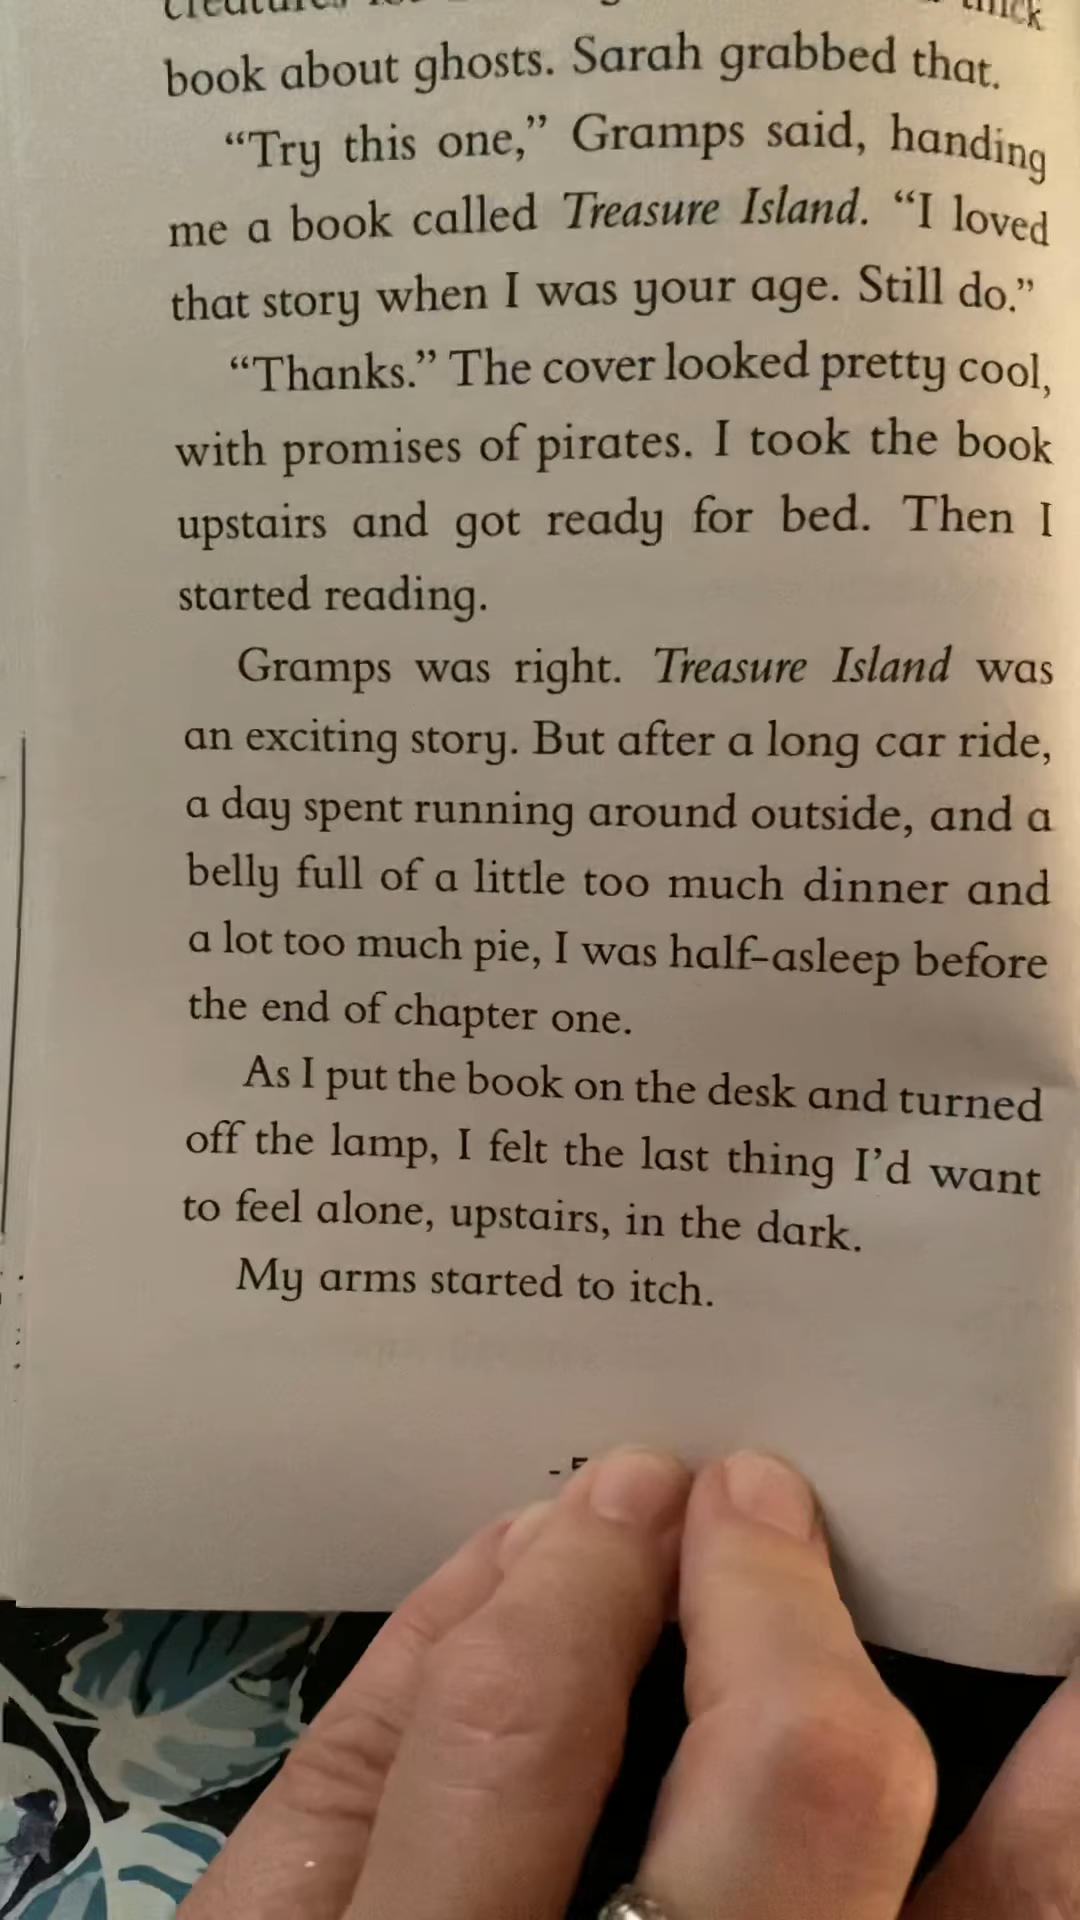 thick
book about ghosts. Sarah grabbed that.
“Try this one,” Gramps said, handing
me a book called Treasure Island. “I loved
that story when I was your age. Still do.”
“Thanks.” The cover looked pretty cool,
with promises of pirates. I took the book
upstairs and got ready for bed. Then I
started reading.
Gramps was right. Treasure Island was
an exciting story. But after a long car ride,
a day spent running around outside, and a
belly full of a little too much dinner and
a lot too much pie, I was half-asleep before
the end of chapter one.
As I put the book on the desk and turned
off the lamp, I felt the last thing I’d want
to feel alone, upstairs, in the dark.
My arms started to itch.